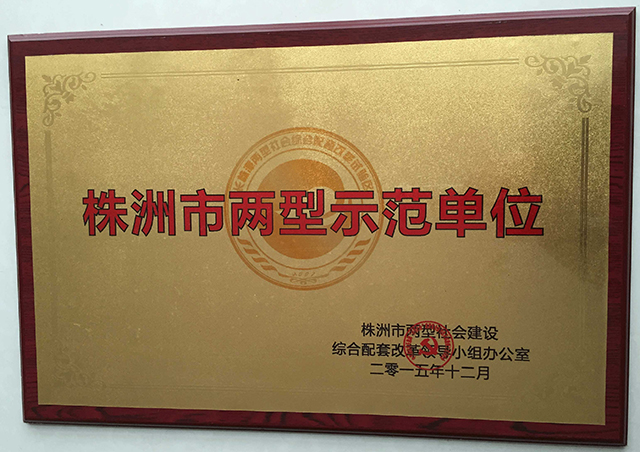 株洲市两型示范单位
株洲市两型社会建设
综合配套改革领导小组办公室
二零一五年十二月